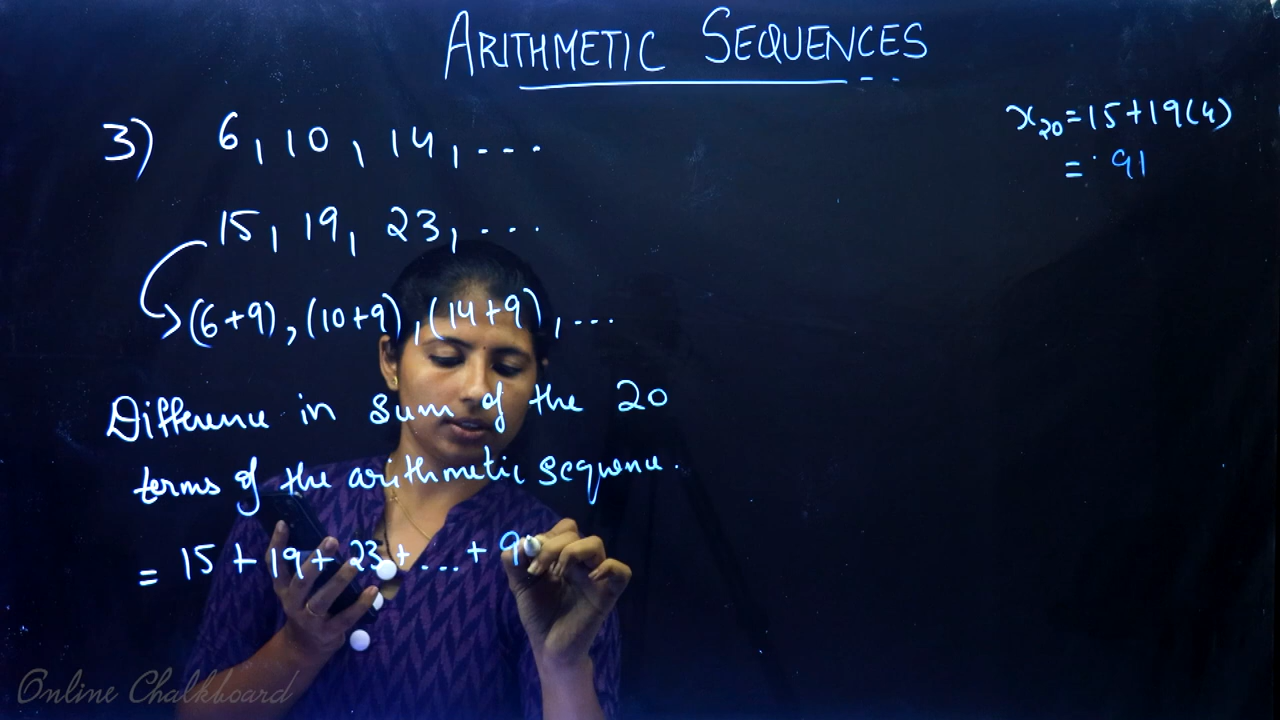 ARITHMETIC SEQUENCES
3) 6, 10, 14, ...
15, 19, 23, ...
(6+9), (10+9), (14+9), ...
Difference in sum of the 20
terms of the arithmetic sequence.
= 15 + 19 + 23 + ... + 9
x₂₀ = 15 + 19(4)
= 91
Online Chalkboard